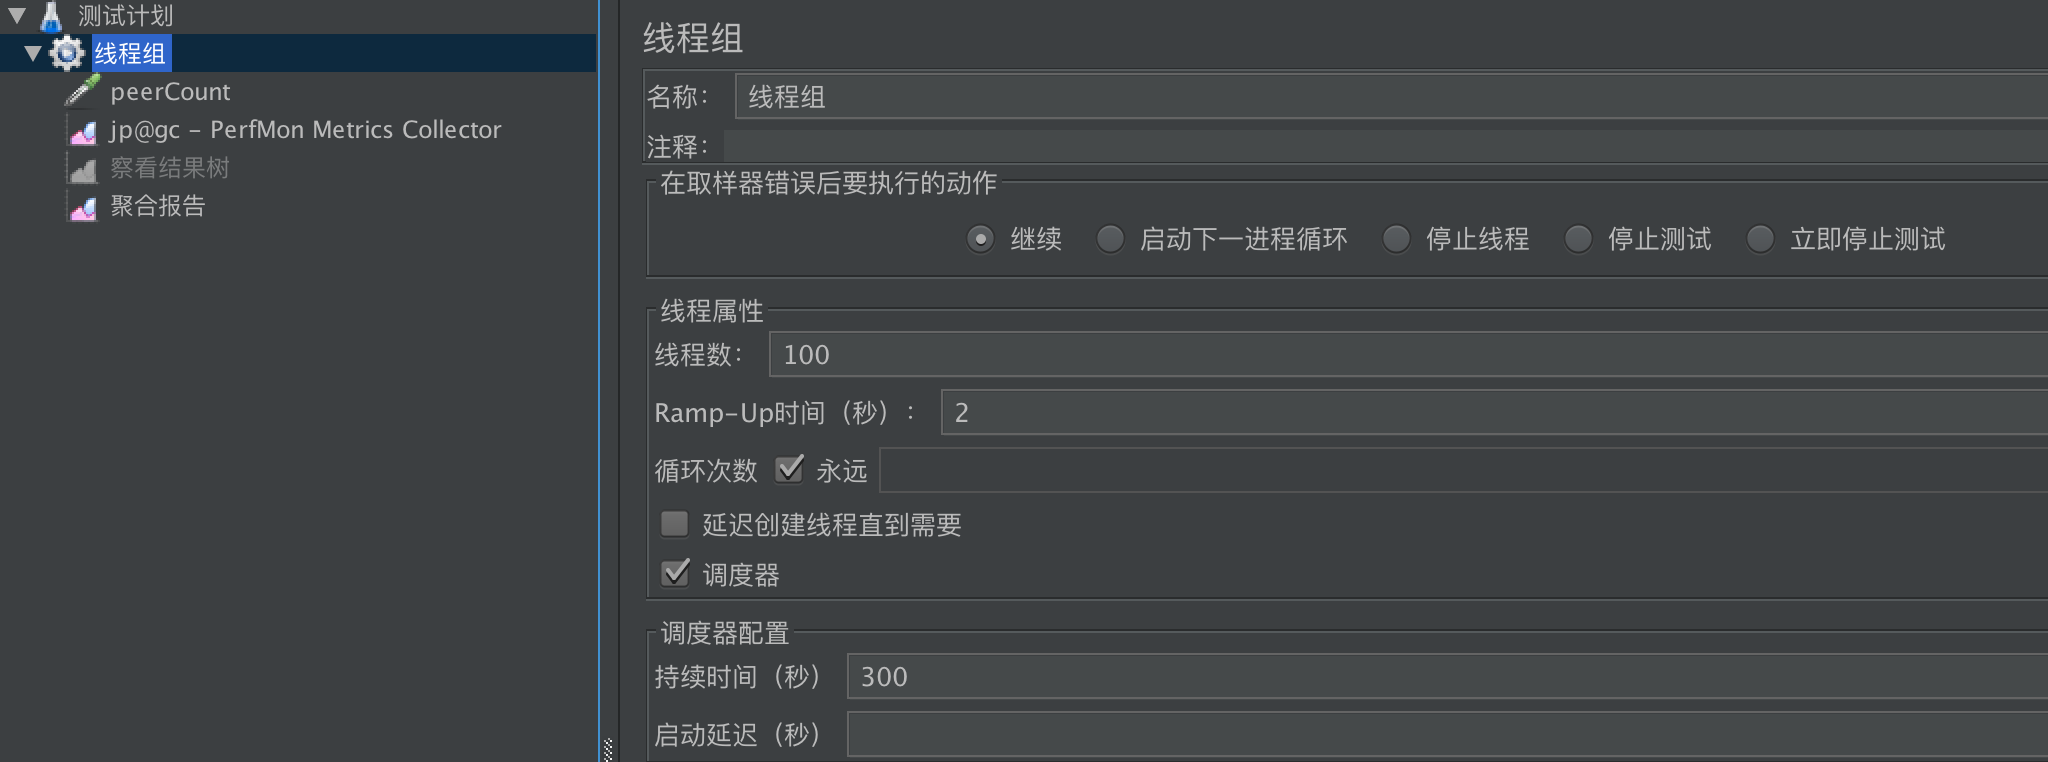 测试计划
线程组
peerCount
jp@gc - PerfMon Metrics Collector
察看结果树
聚合报告
线程组
名称： 线程组
注释：
在取样器错误后要执行的动作
继续 启动下一进程循环 停止线程 停止测试 立即停止测试
线程属性
线程数： 100
Ramp-Up时间（秒）： 2
循环次数 永远
延迟创建线程直到需要
调度器
调度器配置
持续时间（秒） 300
启动延迟（秒）